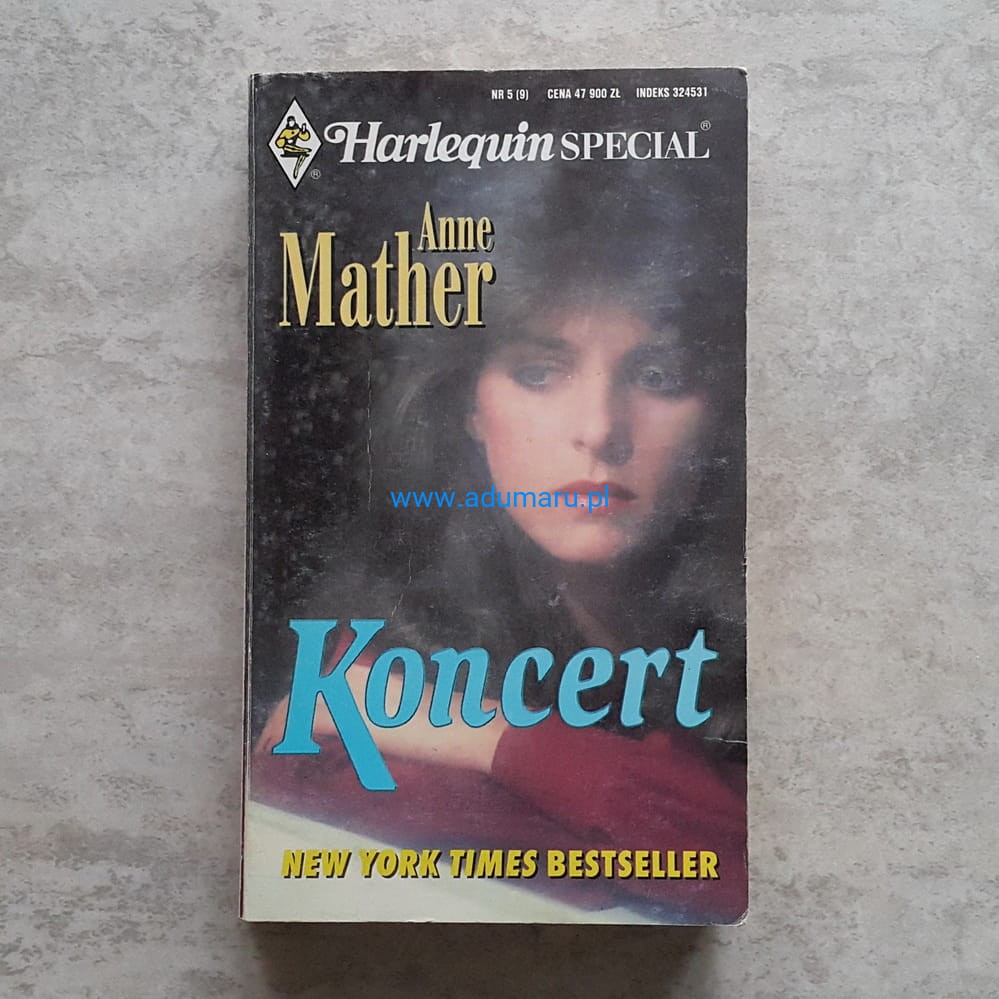 NR 5 (9) CENA 47 900 ZŁ INDEKS 324531
Harlequin SPECIAL®
®
Anne
Mather
www.adumaru.pl
Koncert
NEW YORK TIMES BESTSELLER